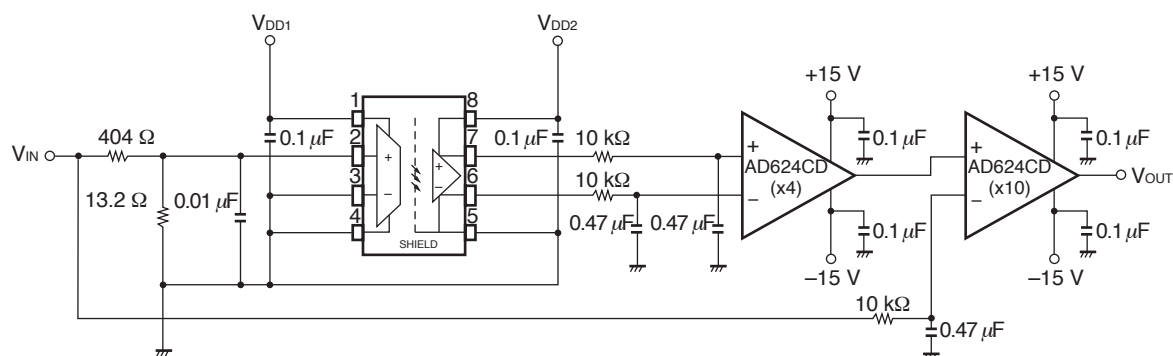 VDD1
VDD2
+15 V
+15 V
1
8
0.1 μF
0.1 μF
0.1 μF
0.1 μF
404 Ω
2
7
10 kΩ
VIN
+
+
+
+
AD624CD
(x4)
AD624CD
(x10)
VOUT
13.2 Ω
0.01 μF
3
–
–
6
10 kΩ
–
–
4
5
0.47 μF
0.47 μF
0.1 μF
0.1 μF
SHIELD
–15 V
–15 V
10 kΩ
0.47 μF